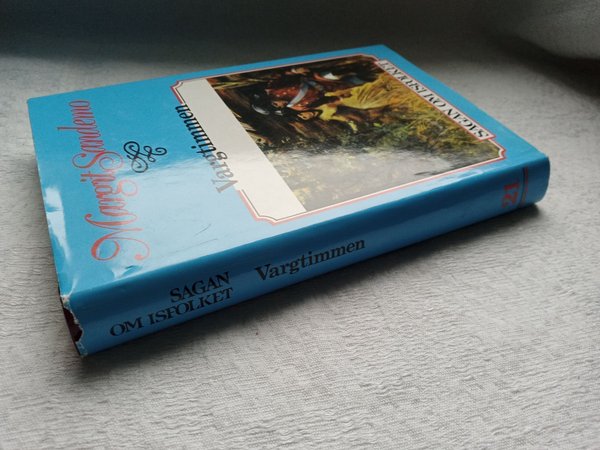 Margit Sandemo
Vargtimmen
SAGAN OM ISFOLKET
SAGAN
OM ISFOLKET
Vargtimmen
21